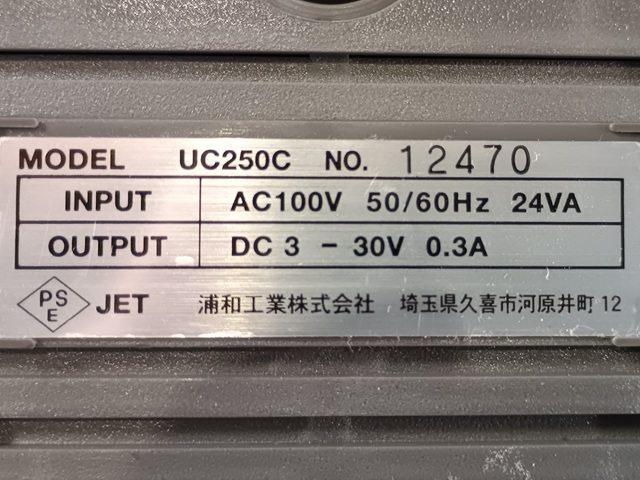 MODEL UC250C NO. 12470
INPUT AC100V 50/60Hz 24VA
OUTPUT DC 3 - 30V 0.3A
PS E JET 浦和工業株式会社 埼玉県久喜市河原井町 12